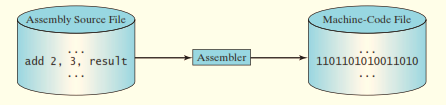 Assembly Source File
...
add 2, 3, result
...
Assembler
Machine-Code File
...
1101101010011010
...